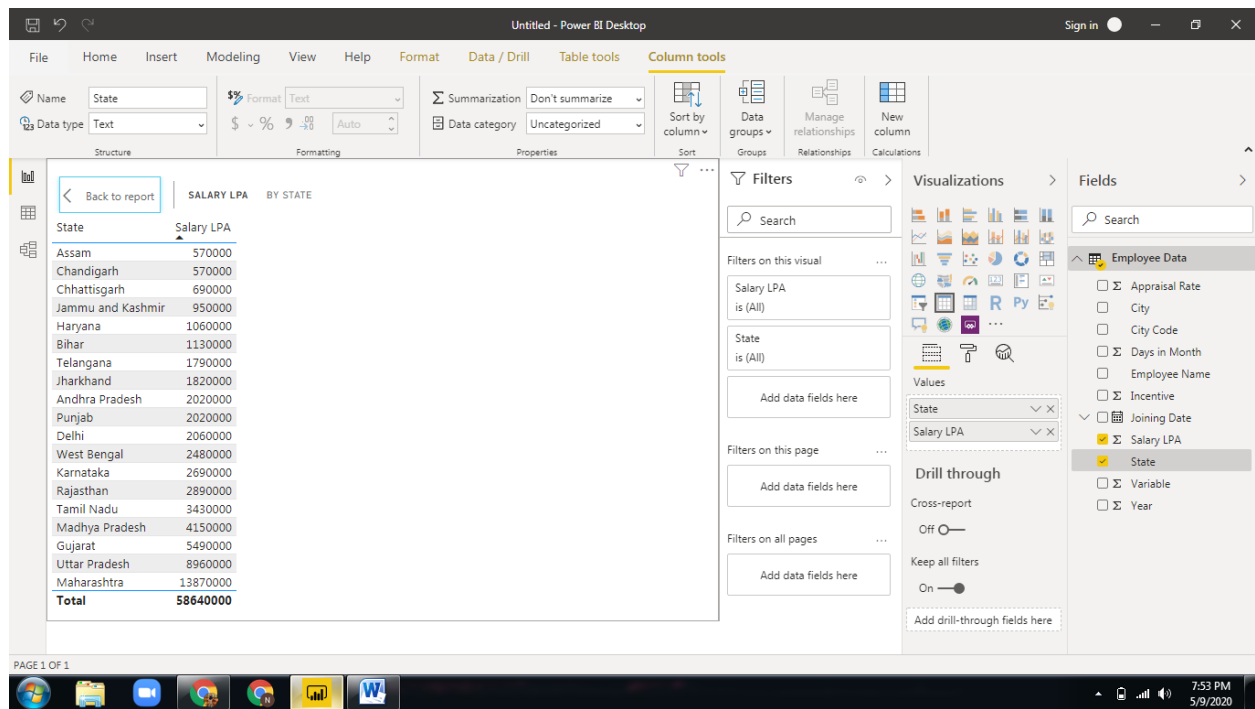 Untitled - Power BI Desktop
Sign in
File Home Insert Modeling View Help Format Data / Drill Table tools Column tools
Name State
Data type Text
Structure
$% Format Text
$ % 9 .00 Auto
Formatting
Σ Summarization Don't summarize
Data category Uncategorized
Properties
Sort by
column
Sort
Data
groups
Groups
Manage
relationships
Relationships
New
column
Calculations
Back to report SALARY LPA BY STATE
State Salary LPA
Assam 570000
Chandigarh 570000
Chhattisgarh 690000
Jammu and Kashmir 950000
Haryana 1060000
Bihar 1130000
Telangana 1790000
Jharkhand 1820000
Andhra Pradesh 2020000
Punjab 2020000
Delhi 2060000
West Bengal 2480000
Karnataka 2690000
Rajasthan 2890000
Tamil Nadu 3430000
Madhya Pradesh 4150000
Gujarat 5490000
Uttar Pradesh 8960000
Maharashtra 13870000
Total 58640000
Filters
Search
Filters on this visual ...
Salary LPA
is (All)
State
is (All)
Add data fields here
Filters on this page ...
Add data fields here
Filters on all pages ...
Add data fields here
Visualizations
R Py
...
Values
State
Salary LPA
Drill through
Cross-report
Off
Keep all filters
On
Add drill-through fields here
Fields
Search
Employee Data
Σ Appraisal Rate
City
City Code
Σ Days in Month
Employee Name
Σ Incentive
Joining Date
Σ Salary LPA
State
Σ Variable
Σ Year
PAGE 1 OF 1
7:53 PM
5/9/2020